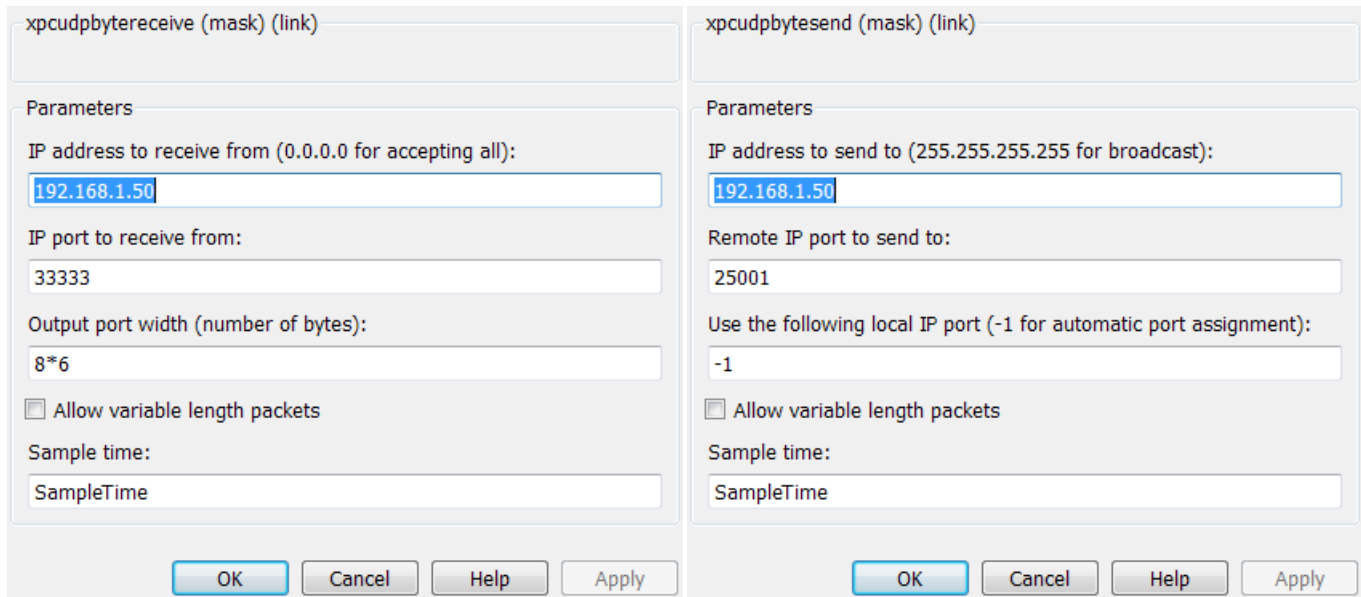 xpcudpbytereceive (mask) (link)
Parameters
IP address to receive from (0.0.0.0 for accepting all):
192.168.1.50
IP port to receive from:
33333
Output port width (number of bytes):
8*6
Allow variable length packets
Sample time:
SampleTime
OK Cancel Help Apply
xpcudpbytesend (mask) (link)
Parameters
IP address to send to (255.255.255.255 for broadcast):
192.168.1.50
Remote IP port to send to:
25001
Use the following local IP port (-1 for automatic port assignment):
-1
Allow variable length packets
Sample time:
SampleTime
OK Cancel Help Apply